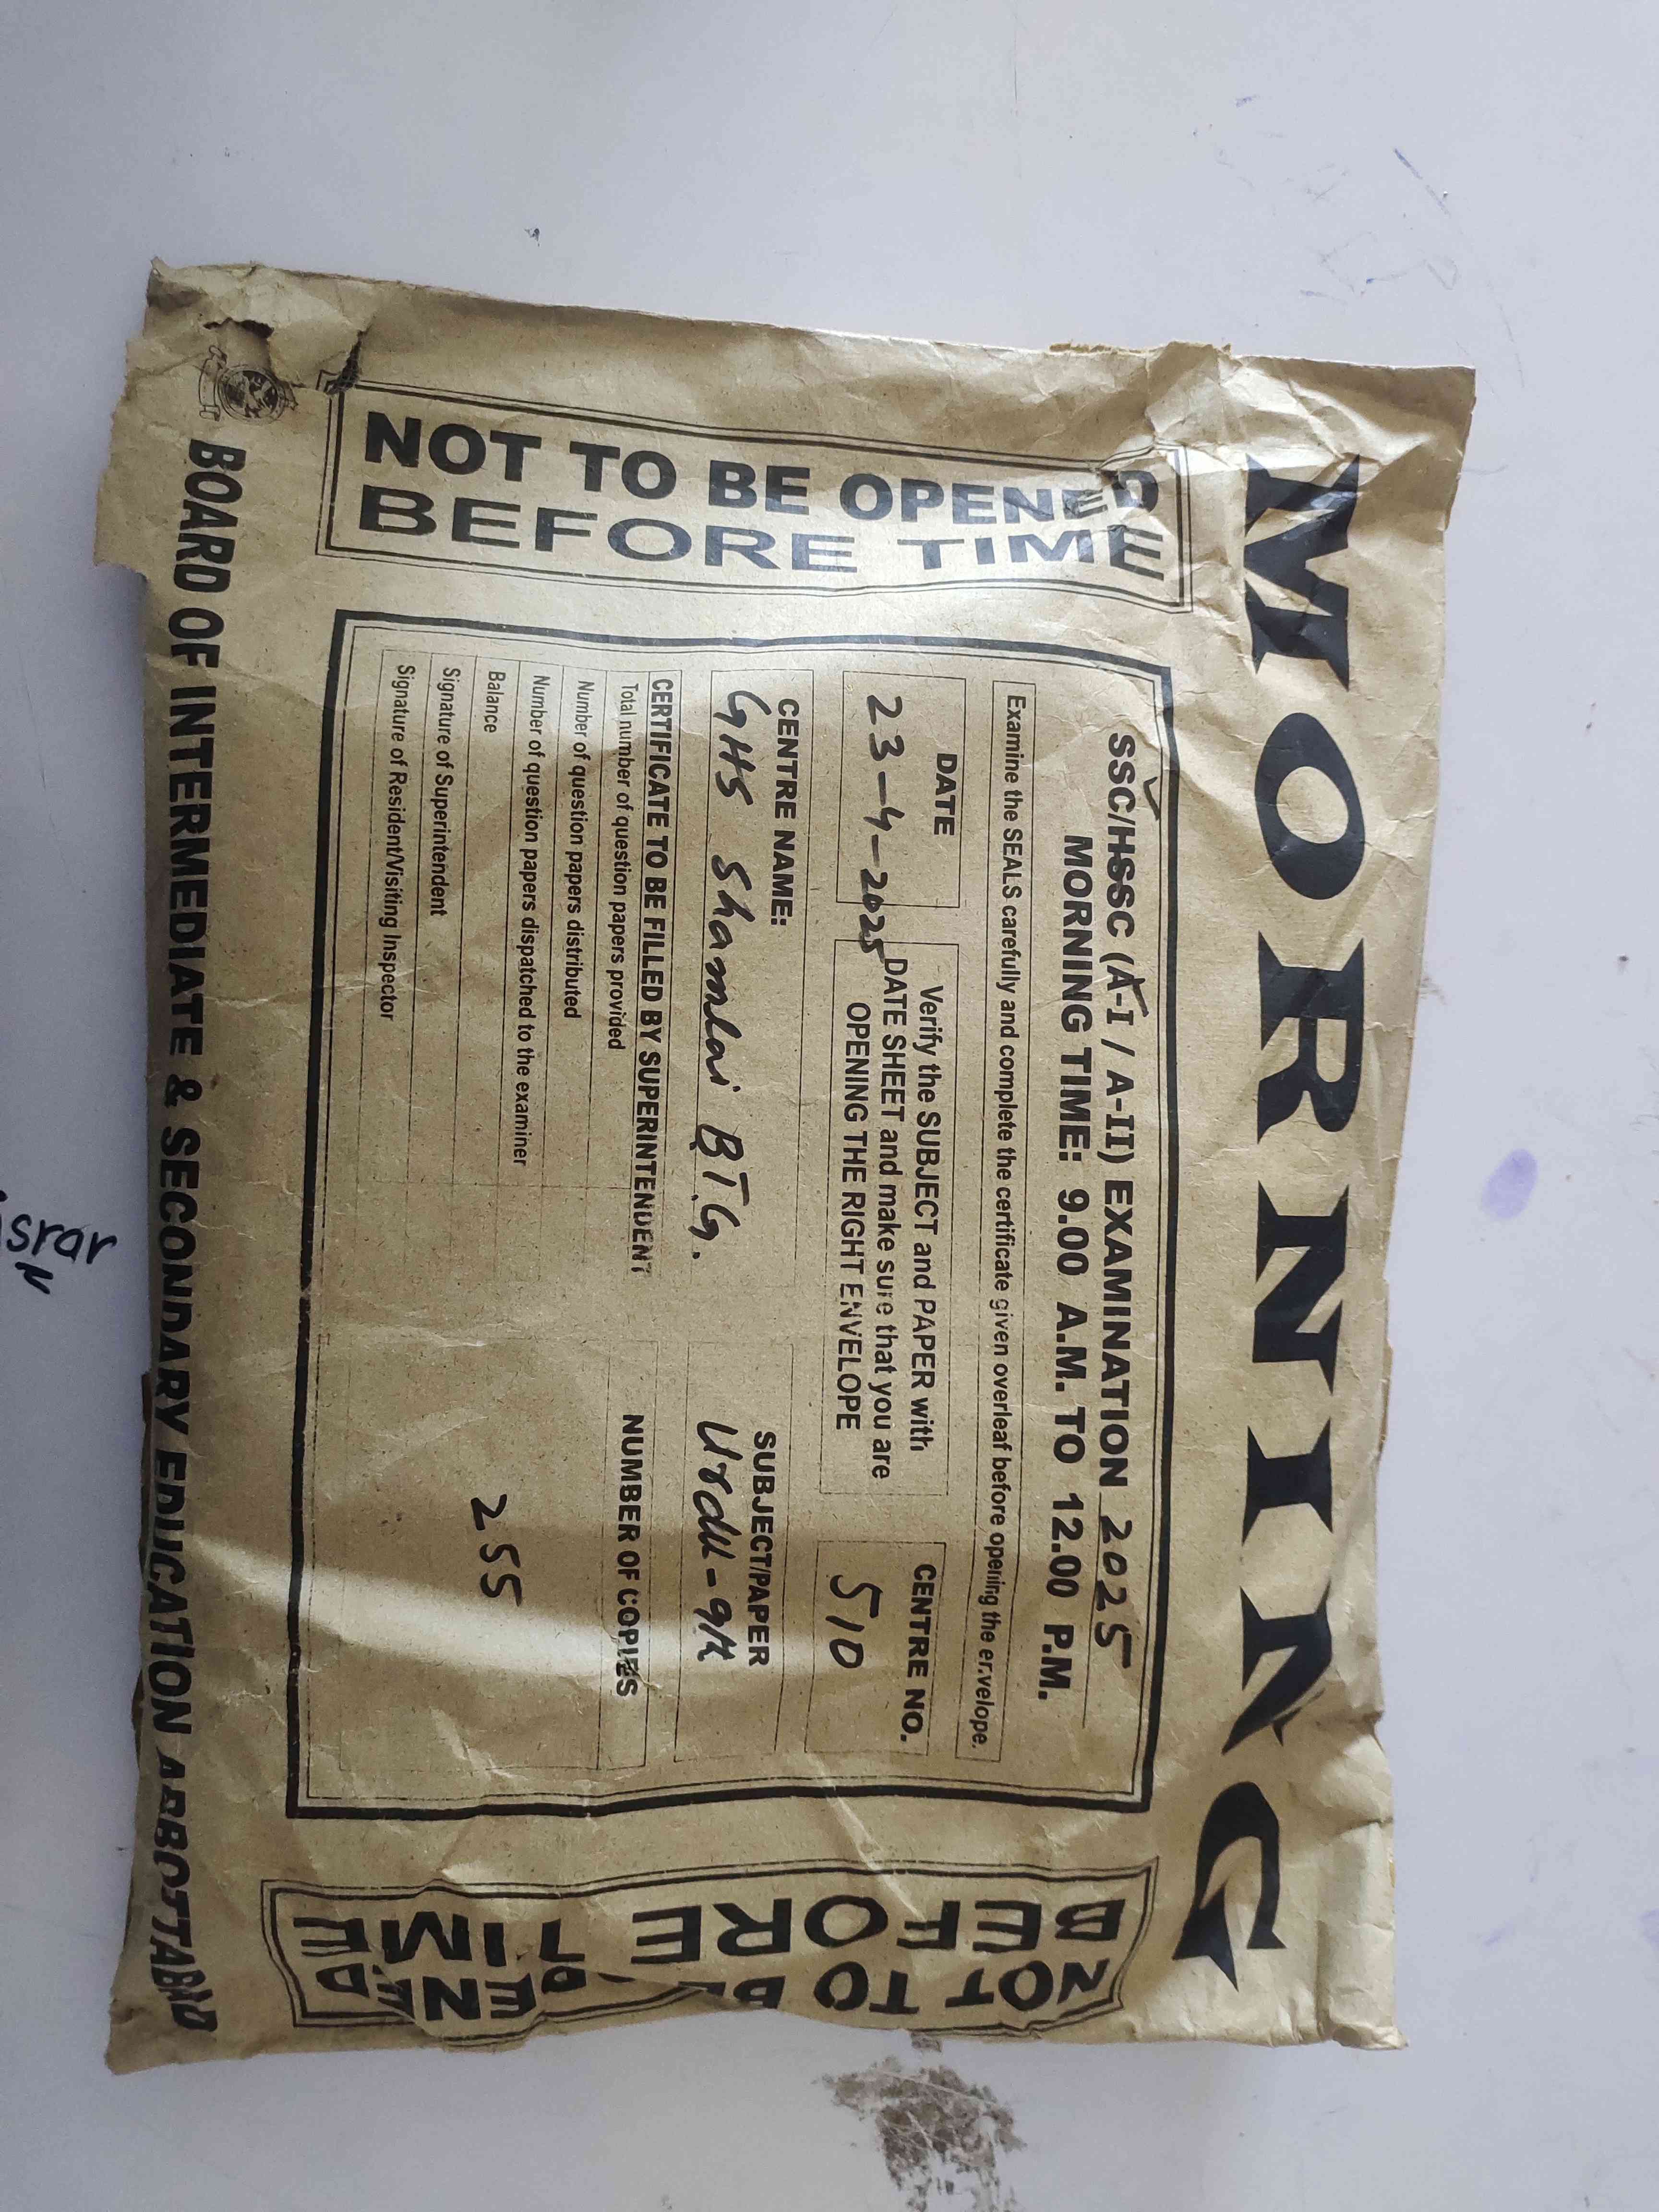 MORNING
NOT TO BE OPENED
BEFORE TIME
SSC/HSSC (A-I / A-II) EXAMINATION 2025
MORNING TIME: 9.00 A.M. TO 12.00 P.M.
Examine the SEALS carefully and complete the certificate given overleaf before opening the envelope.
DATE
23-4-2025
Verify the SUBJECT and PAPER with
DATE SHEET and make sure that you are
OPENING THE RIGHT ENVELOPE
CENTRE NO.
510
CENTRE NAME:
GHS Shamlai BTG.
SUBJECT/PAPER
Urdu-9th
CERTIFICATE TO BE FILLED BY SUPERINTENDENT
NUMBER OF COPIES
Total number of question papers provided
Number of question papers distributed
Number of question papers dispatched to the examiner
Balance
255
Signature of Superintendent
Signature of Resident/Visiting Inspector
NOT TO BE OPENED
BEFORE TIME
BOARD OF INTERMEDIATE & SECONDARY EDUCATION ABBOTTABAD